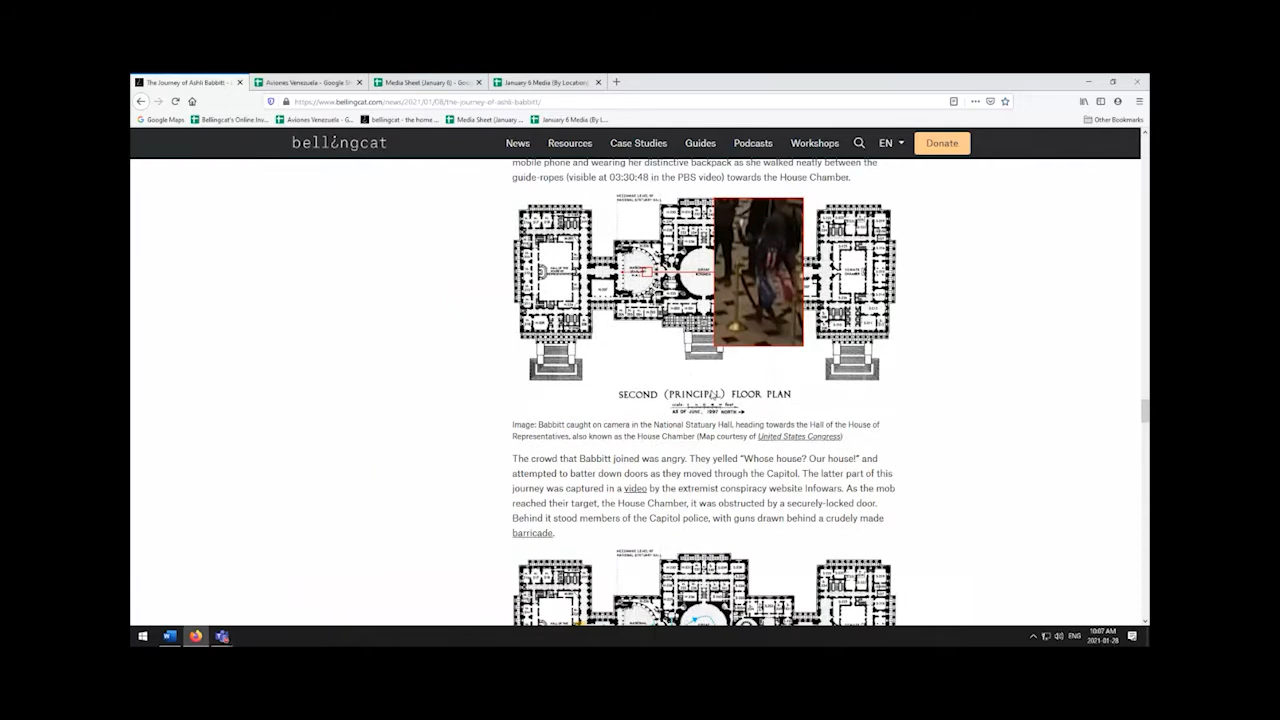 The Journey of Ashli Babbitt -
Aviones Venezuela - Google Sh
Media Sheet (January 6) - Goo
January 6 Media (By Location)
https://www.bellingcat.com/news/2021/01/08/the-journey-of-ashli-babbitt/
Google Maps
Bellingcat's Online Inv...
Aviones Venezuela - G...
bellingcat - the home ...
Media Sheet (January ...
January 6 Media (By L...
Other Bookmarks
bellingcat
News
Resources
Case Studies
Guides
Podcasts
Workshops
EN
Donate
mobile phone and wearing her distinctive backpack as she walked neatly between the
guide-ropes (visible at 03:30:48 in the PBS video) towards the House Chamber.
SECOND (PRINCIPAL) FLOOR PLAN
AS OF JUNE, 1997 NORTH
Image: Babbitt caught on camera in the National Statuary Hall, heading towards the Hall of the House of
Representatives, also known as the House Chamber (Map courtesy of United States Congress)
The crowd that Babbitt joined was angry. They yelled “Whose house? Our house!” and
attempted to batter down doors as they moved through the Capitol. The latter part of this
journey was captured in a video by the extremist conspiracy website Infowars. As the mob
reached their target, the House Chamber, it was obstructed by a securely-locked door.
Behind it stood members of the Capitol police, with guns drawn behind a crudely made
barricade.
ENG
10:07 AM
2021-01-28